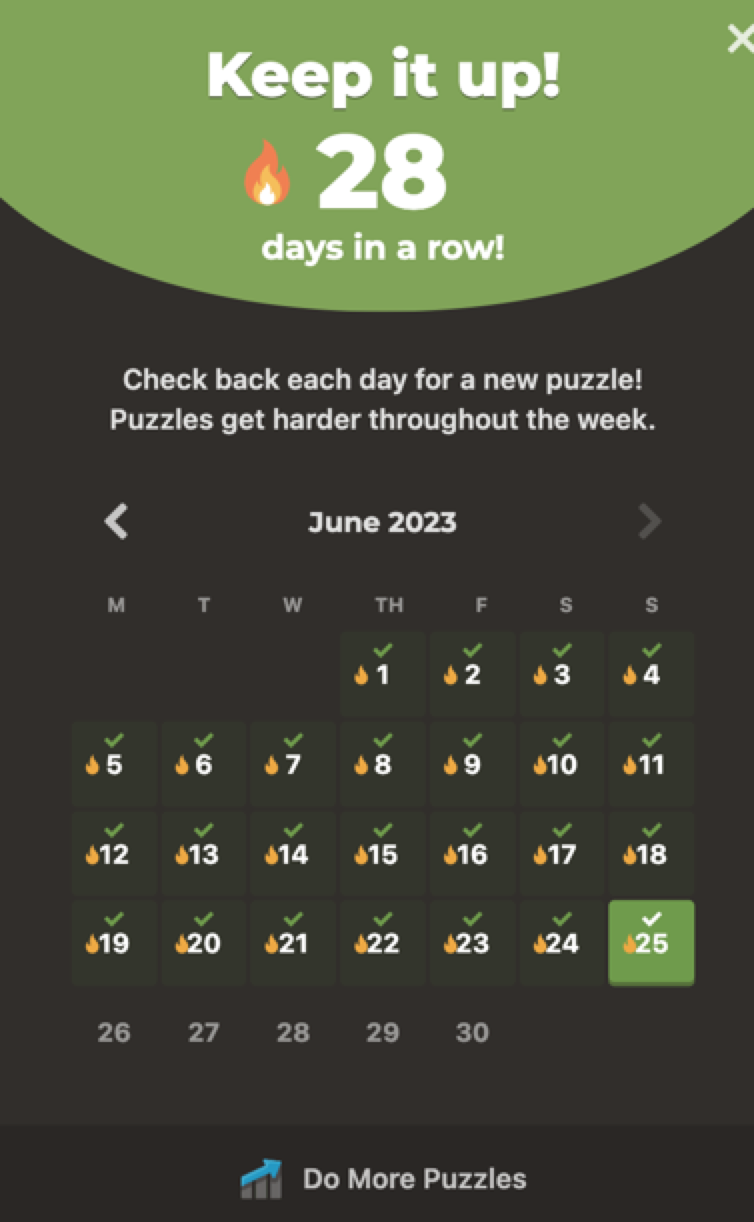 Keep it up!
28
days in a row!
Check back each day for a new puzzle!
Puzzles get harder throughout the week.
June 2023
M T W TH F S S
1 2 3 4
5 6 7 8 9 10 11
12 13 14 15 16 17 18
19 20 21 22 23 24 25
26 27 28 29 30
Do More Puzzles